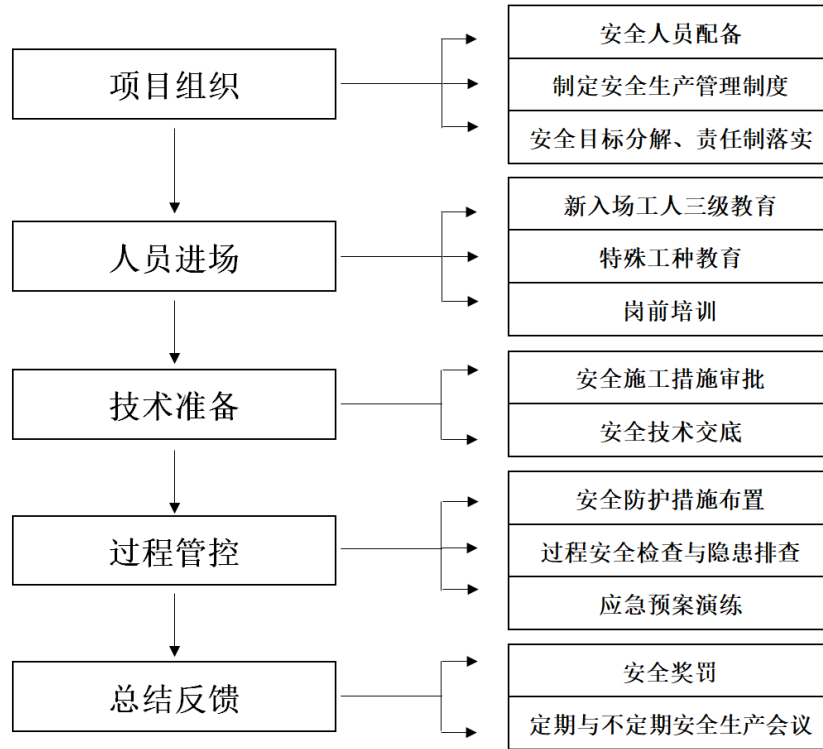 项目组织
安全人员配备
制定安全生产管理制度
安全目标分解、责任制落实
人员进场
新入场工人三级教育
特殊工种教育
岗前培训
技术准备
安全施工措施审批
安全技术交底
过程管控
安全防护措施布置
过程安全检查与隐患排查
应急预案演练
总结反馈
安全奖罚
定期与不定期安全生产会议